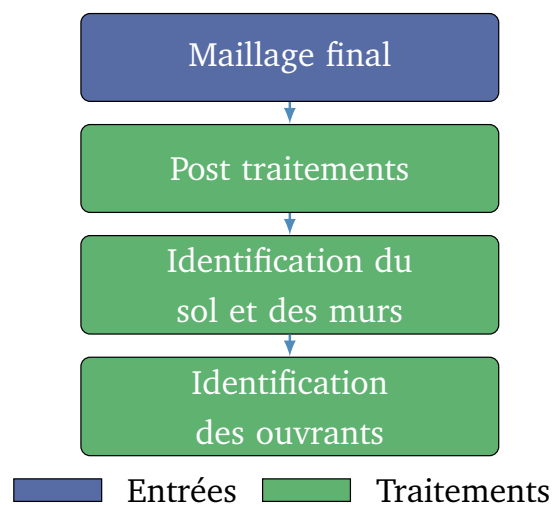 Maillage final
Post traitements
Identification du
sol et des murs
Identification
des ouvrants
Entrées Traitements